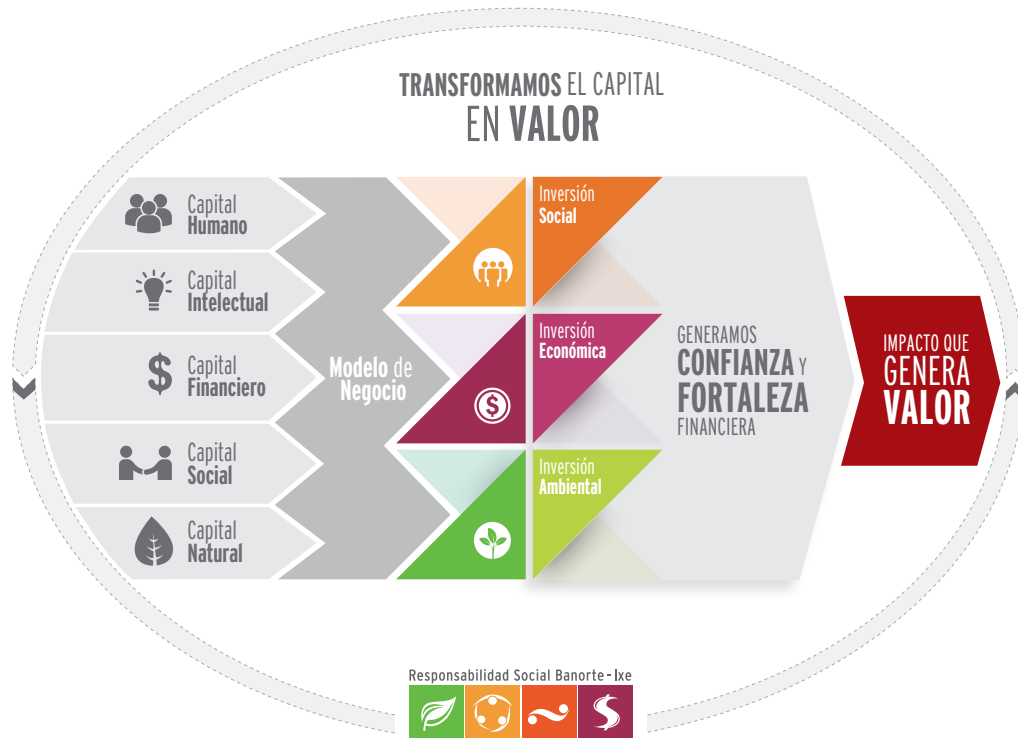 TRANSFORMAMOS EL CAPITAL
EN VALOR
Capital
Humano
Capital
Intelectual
Capital
Financiero
Capital
Social
Capital
Natural
Modelo de
Negocio
Inversión
Social
Inversión
Económica
Inversión
Ambiental
GENERAMOS
CONFIANZA Y
FORTALEZA
FINANCIERA
IMPACTO QUE
GENERA
VALOR
Responsabilidad Social Banorte - Ixe